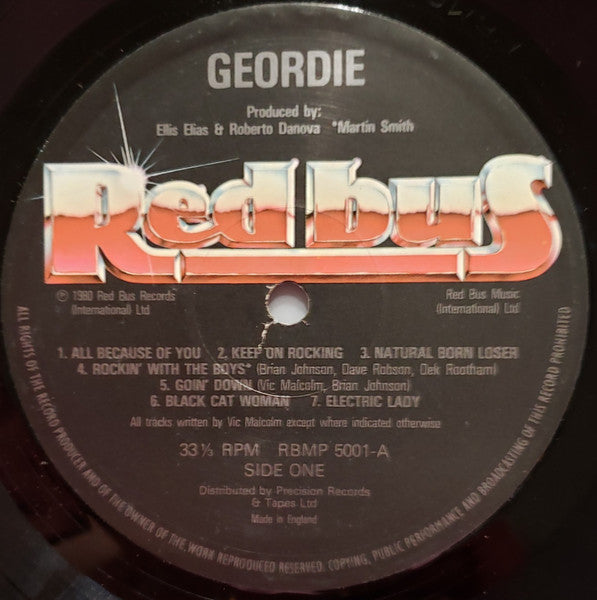 GEORDIE
Produced by:
Ellis Elias & Roberto Danova *Martin Smith
Red bus
℗ 1980 Red Bus Records
(International) Ltd
Red Bus Music
(International) Ltd
1. ALL BECAUSE OF YOU 2. KEEP ON ROCKING 3. NATURAL BORN LOSER
4. ROCKIN' WITH THE BOYS* (Brian Johnson, Dave Robson, Dek Rootham)
5. GOIN' DOWN (Vic Malcolm, Brian Johnson)
6. BLACK CAT WOMAN 7. ELECTRIC LADY
All tracks written by Vic Malcolm except where indicated otherwise
33⅓ RPM RBMP 5001-A
SIDE ONE
Distributed by Precision Records
& Tapes Ltd
Made in England
ALL RIGHTS OF THE RECORD PRODUCER AND OF THE OWNER OF THE WORK REPRODUCED RESERVED. COPYING, PUBLIC PERFORMANCE AND BROADCASTING OF THIS RECORD PROHIBITED